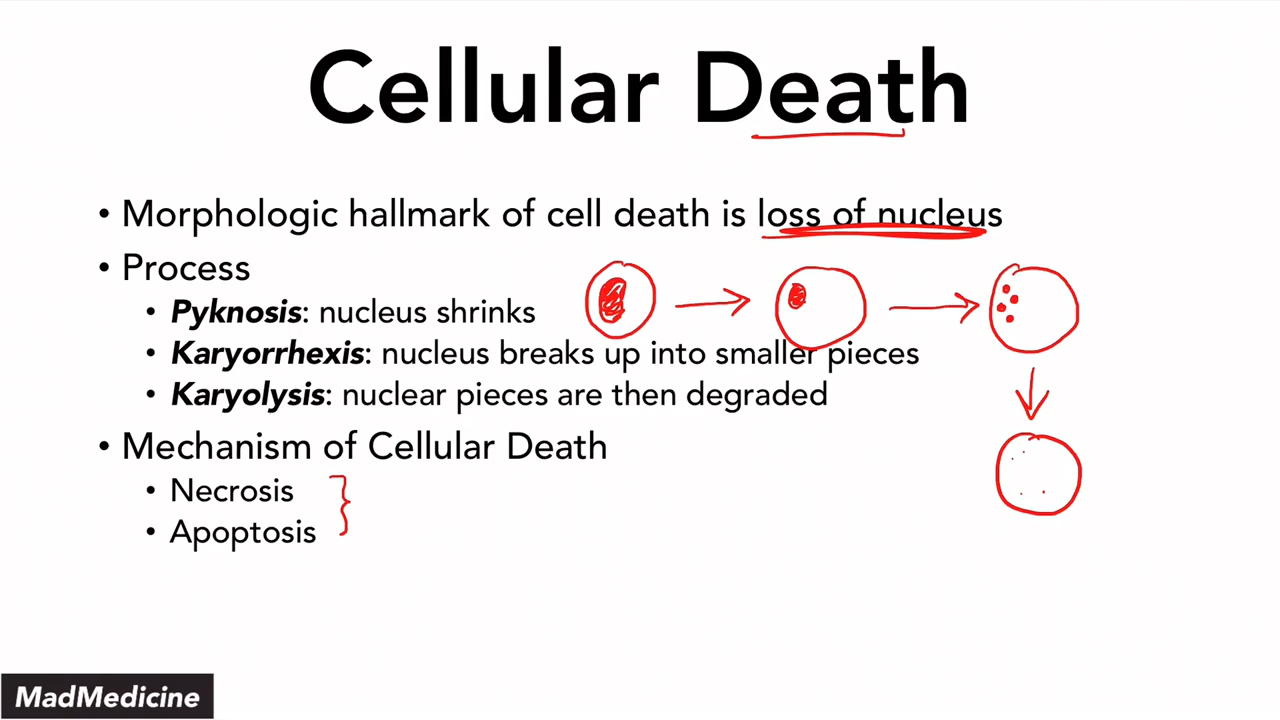 Cellular Death
• Morphologic hallmark of cell death is loss of nucleus
• Process
• Pyknosis: nucleus shrinks
• Karyorrhexis: nucleus breaks up into smaller pieces
• Karyolysis: nuclear pieces are then degraded
• Mechanism of Cellular Death
• Necrosis
• Apoptosis
MadMedicine